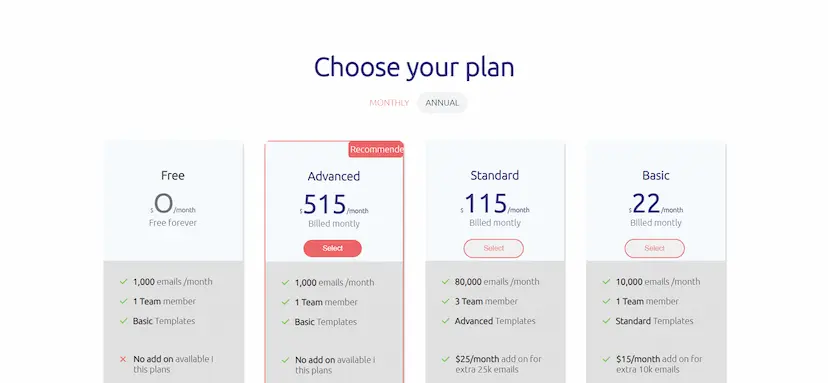 Choose your plan
MONTHLY ANNUAL
Free
$0/month
Free forever
1,000 emails /month
1 Team member
Basic Templates
No add on available i
this plans
Recommende
Advanced
$515/month
Billed montly
Select
1,000 emails /month
1 Team member
Basic Templates
No add on available i
this plans
Standard
$115/month
Billed montly
Select
80,000 emails /month
3 Team member
Advanced Templates
$25/month add on for
extra 25k emails
Basic
$22/month
Billed montly
Select
10,000 emails /month
1 Team member
Standard Templates
$15/month add on for
extra 10k emails